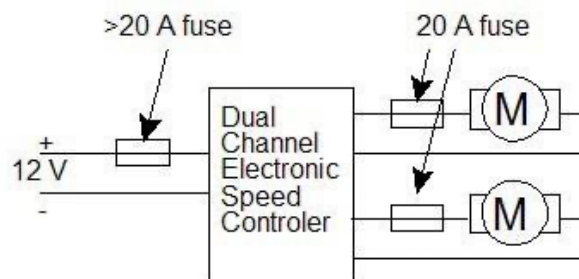 >20 A fuse
20 A fuse
Dual
Channel
Electronic
Speed
Controler
+
12 V
-
M
M